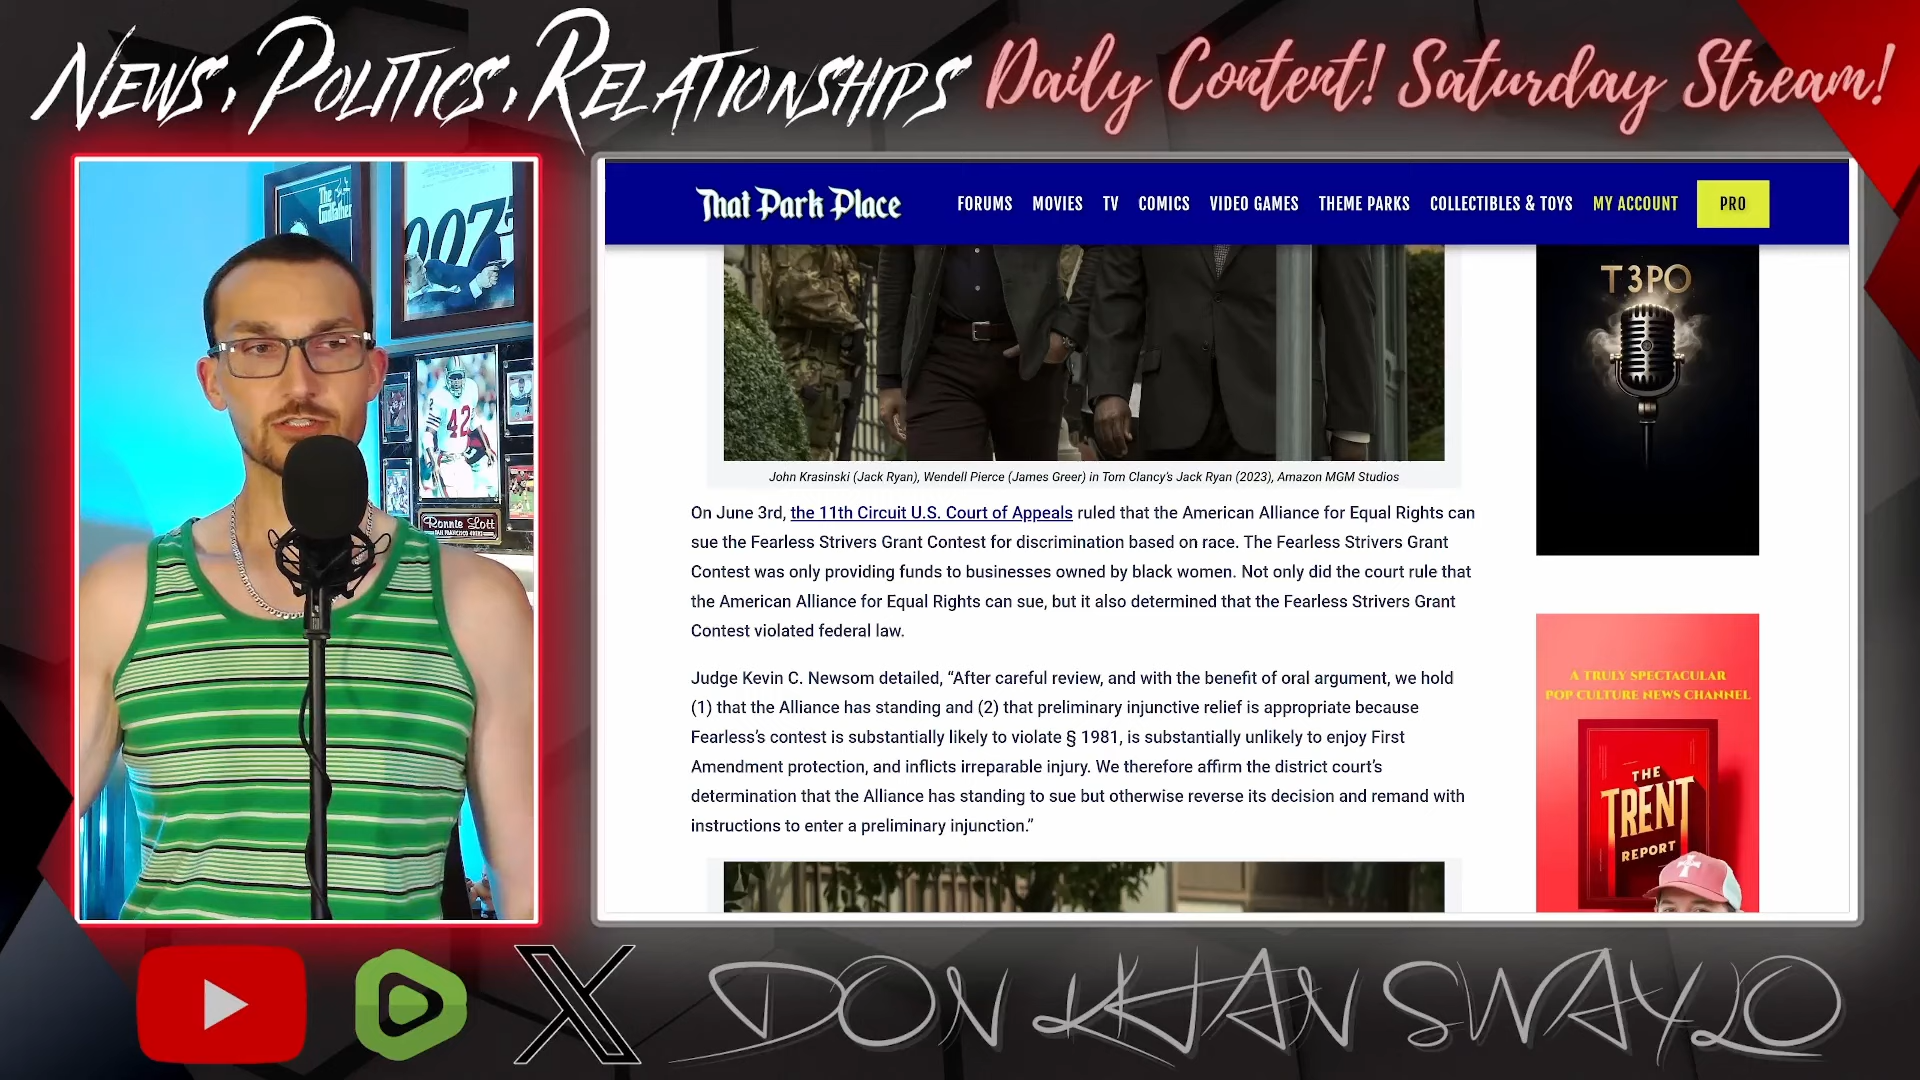 News, Politics, Relationships
Daily Content! Saturday Stream!
The Godfather
007
42
Ronnie Lott
SAN FRANCISCO 49ERS
That Park Place
FORUMS MOVIES TV COMICS VIDEO GAMES THEME PARKS COLLECTIBLES & TOYS MY ACCOUNT PRO
John Krasinski (Jack Ryan), Wendell Pierce (James Greer) in Tom Clancy's Jack Ryan (2023), Amazon MGM Studios
On June 3rd, the 11th Circuit U.S. Court of Appeals ruled that the American Alliance for Equal Rights can
sue the Fearless Strivers Grant Contest for discrimination based on race. The Fearless Strivers Grant
Contest was only providing funds to businesses owned by black women. Not only did the court rule that
the American Alliance for Equal Rights can sue, but it also determined that the Fearless Strivers Grant
Contest violated federal law.
Judge Kevin C. Newsom detailed, “After careful review, and with the benefit of oral argument, we hold
(1) that the Alliance has standing and (2) that preliminary injunctive relief is appropriate because
Fearless’s contest is substantially likely to violate § 1981, is substantially unlikely to enjoy First
Amendment protection, and inflicts irreparable injury. We therefore affirm the district court’s
determination that the Alliance has standing to sue but otherwise reverse its decision and remand with
instructions to enter a preliminary injunction.”
T3PO
A TRULY SPECTACULAR
POP CULTURE NEWS CHANNEL
THE
TRENT
REPORT
DON KHAN SWAYLO